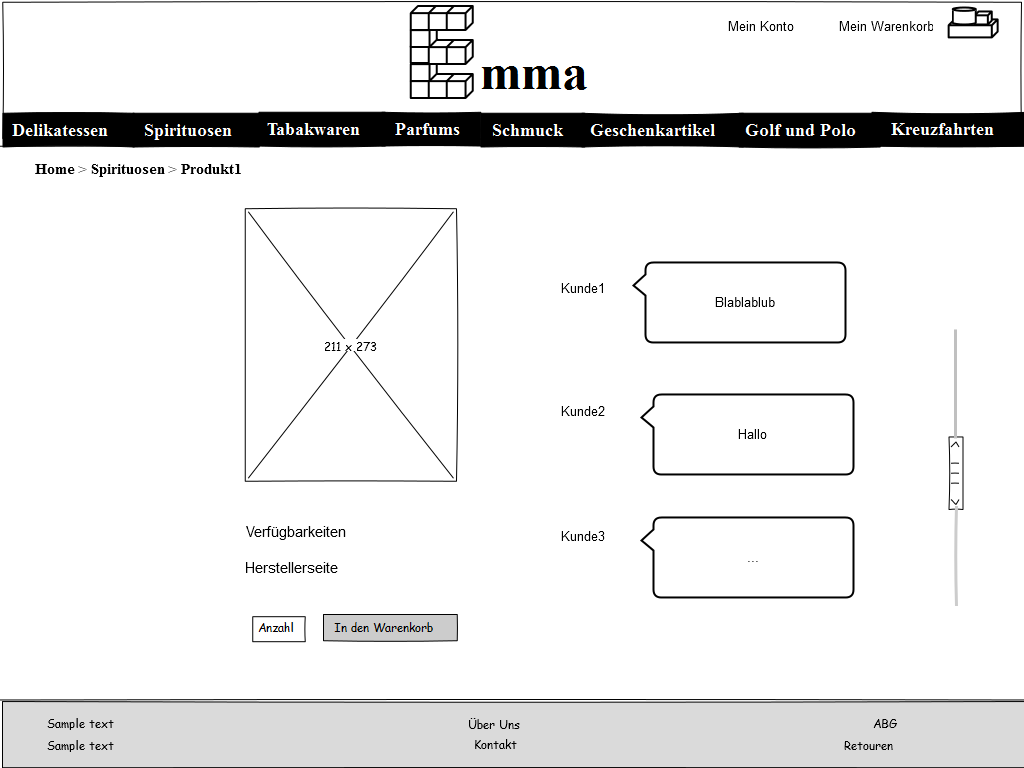 Mein Konto
Mein Warenkorb
Emma
Delikatessen
Spirituosen
Tabakwaren
Parfums
Schmuck
Geschenkartikel
Golf und Polo
Kreuzfahrten
Home > Spirituosen > Produkt1
211 x 273
Kunde1
Blablablub
Kunde2
Hallo
Kunde3
...
Verfügbarkeiten
Herstellerseite
Anzahl
In den Warenkorb
Sample text
Sample text
Über Uns
Kontakt
ABG
Retouren